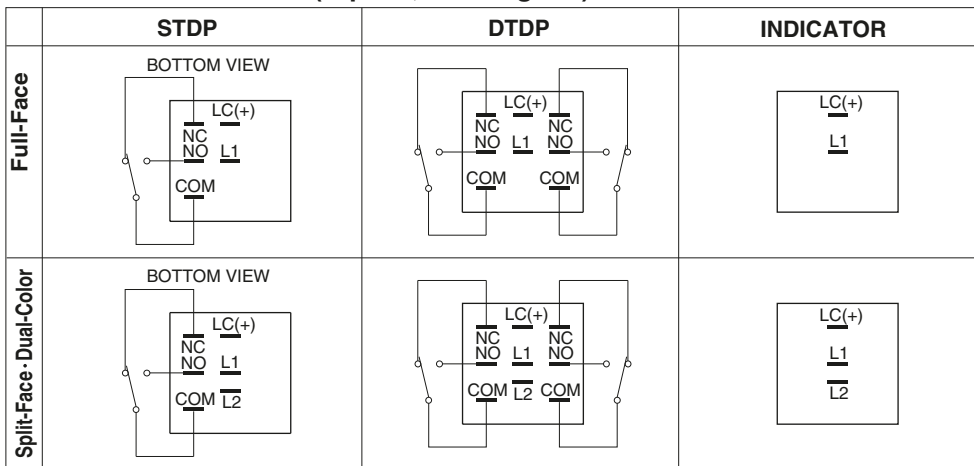 STDP DTDP INDICATOR
Full-Face
BOTTOM VIEW
LC(+)
NC
NO L1
COM
LC(+)
NC NC
NO L1 NO
COM COM
LC(+)
L1
Split-Face·Dual-Color
BOTTOM VIEW
LC(+)
NC
NO L1
COM L2
LC(+)
NC NC
NO L1 NO
COM L2 COM
LC(+)
L1
L2